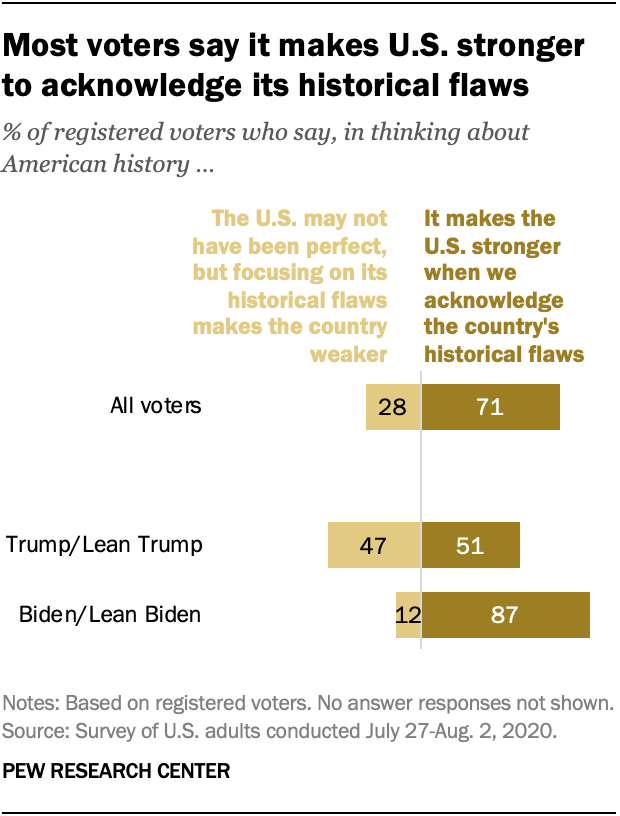 Most voters say it makes U.S. stronger
to acknowledge its historical flaws
% of registered voters who say, in thinking about
American history ...
The U.S. may not
have been perfect,
but focusing on its
historical flaws
makes the country
weaker
It makes the
U.S. stronger
when we
acknowledge
the country's
historical flaws
All voters 28 71
Trump/Lean Trump 47 51
Biden/Lean Biden 12 87
Notes: Based on registered voters. No answer responses not shown.
Source: Survey of U.S. adults conducted July 27-Aug. 2, 2020.
PEW RESEARCH CENTER